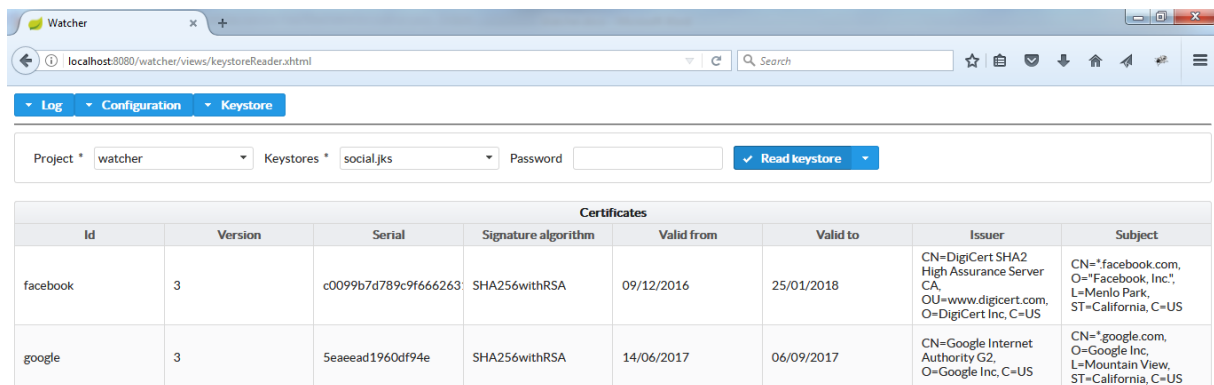 Watcher
localhost:8080/watcher/views/keystoreReader.xhtml
Search
Log Configuration Keystore
Project * watcher Keystores * social.jks Password Read keystore
Certificates
Id Version Serial Signature algorithm Valid from Valid to Issuer Subject
facebook 3 c0099b7d789c9f666263 SHA256withRSA 09/12/2016 25/01/2018
CN=DigiCert SHA2
High Assurance Server
CA,
OU=www.digicert.com,
O=DigiCert Inc, C=US
CN=*.facebook.com,
O="Facebook, Inc.",
L=Menlo Park,
ST=California, C=US
google 3 5eaeead1960df94e SHA256withRSA 14/06/2017 06/09/2017
CN=Google Internet
Authority G2,
O=Google Inc, C=US
CN=*.google.com,
O=Google Inc,
L=Mountain View,
ST=California, C=US